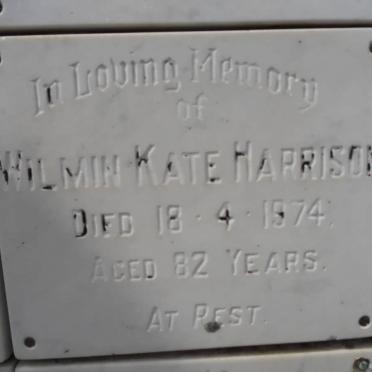 In Loving Memory
of
WILMIN KATE HARRISON
DIED 18 · 4 · 1974.
AGED 82 YEARS.
AT REST.